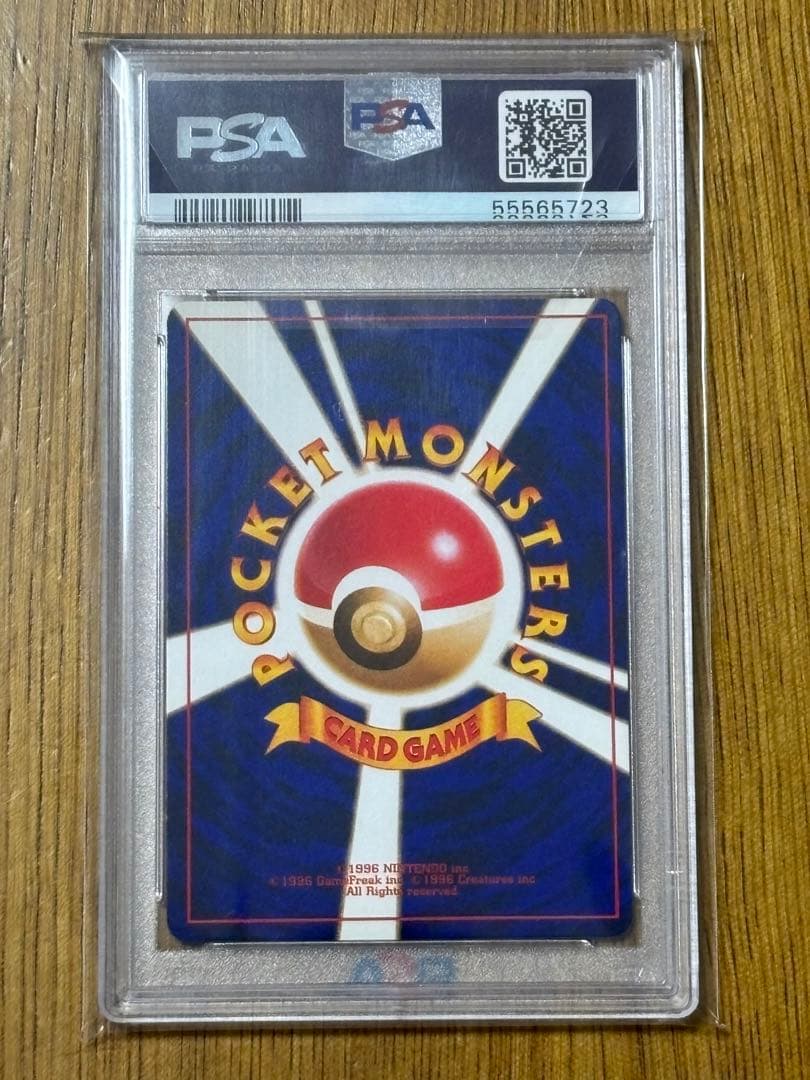 PSA
PSA
55565723
POCKET MONSTERS
CARD GAME
©1996 NINTENDO inc
©1996 GameFreak inc ©1996 Creatures inc
All Rights reserved